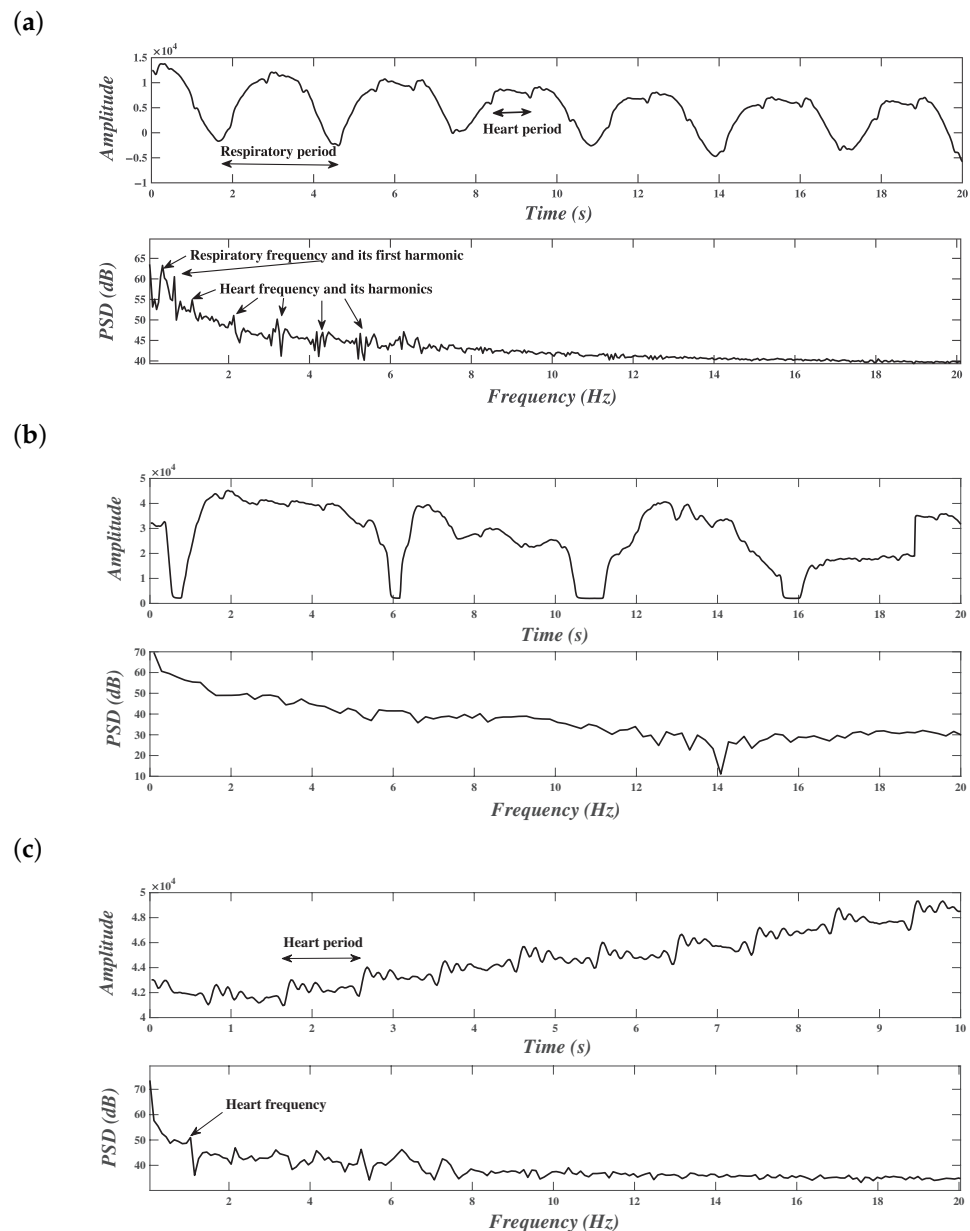 (a)
×10⁴
1.5
1
0.5
0
−0.5
−1
Amplitude
Respiratory period
Heart period
0 2 4 6 8 10 12 14 16 18 20
Time (s)
65
60
55
50
45
40
PSD (dB)
Respiratory frequency and its first harmonic
Heart frequency and its harmonics
2 4 6 8 10 12 14 16 18 20
Frequency (Hz)
(b)
×10⁴
5
4
3
2
1
0
Amplitude
0 2 4 6 8 10 12 14 16 18 20
Time (s)
70
60
50
40
30
20
10
PSD (dB)
0 2 4 6 8 10 12 14 16 18 20
Frequency (Hz)
(c)
×10⁴
5
4.8
4.6
4.4
4.2
4
Amplitude
Heart period
0 1 2 3 4 5 6 7 8 9 10
Time (s)
70
60
50
40
PSD (dB)
Heart frequency
2 4 6 8 10 12 14 16 18 20
Frequency (Hz)